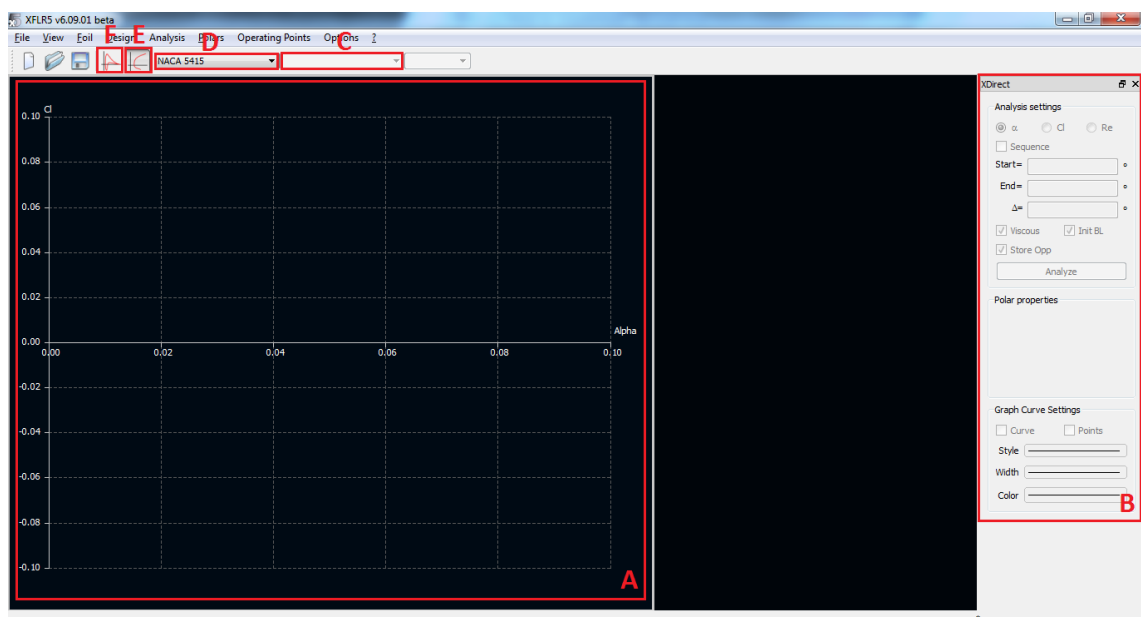 XFLR5 v6.09.01 beta
File View Foil Design Analysis Polars Operating Points Options ?
F E D C
NACA 5415
Cl
0.10
0.08
0.06
0.04
0.02
0.00
-0.02
-0.04
-0.06
-0.08
-0.10
Alpha
0.00 0.02 0.04 0.06 0.08 0.10
A
XDirect
Analysis settings
α Cl Re
Sequence
Start= °
End= °
Δ= °
Viscous Init BL
Store Opp
Analyze
Polar properties
Graph Curve Settings
Curve Points
Style
Width
Color
B